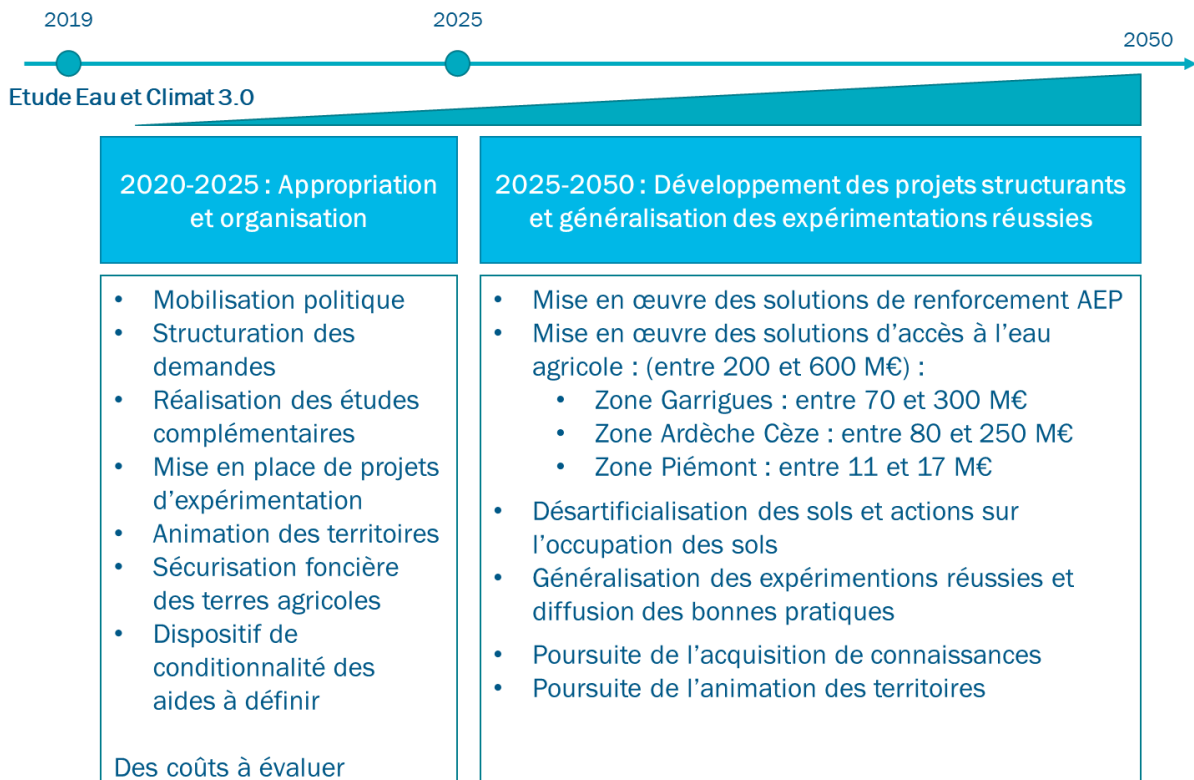 2019
2025
2050
Etude Eau et Climat 3.0
2020-2025 : Appropriation
et organisation
• Mobilisation politique
• Structuration des
demandes
• Réalisation des études
complémentaires
• Mise en place de projets
d'expérimentation
• Animation des territoires
• Sécurisation foncière
des terres agricoles
• Dispositif de
conditionnalité des
aides à définir
Des coûts à évaluer
2025-2050 : Développement des projets structurants
et généralisation des expérimentations réussies
• Mise en œuvre des solutions de renforcement AEP
• Mise en œuvre des solutions d'accès à l'eau
agricole : (entre 200 et 600 M€) :
• Zone Garrigues : entre 70 et 300 M€
• Zone Ardèche Cèze : entre 80 et 250 M€
• Zone Piémont : entre 11 et 17 M€
• Désartificialisation des sols et actions sur
l'occupation des sols
• Généralisation des expérimentions réussies et
diffusion des bonnes pratiques
• Poursuite de l'acquisition de connaissances
• Poursuite de l'animation des territoires